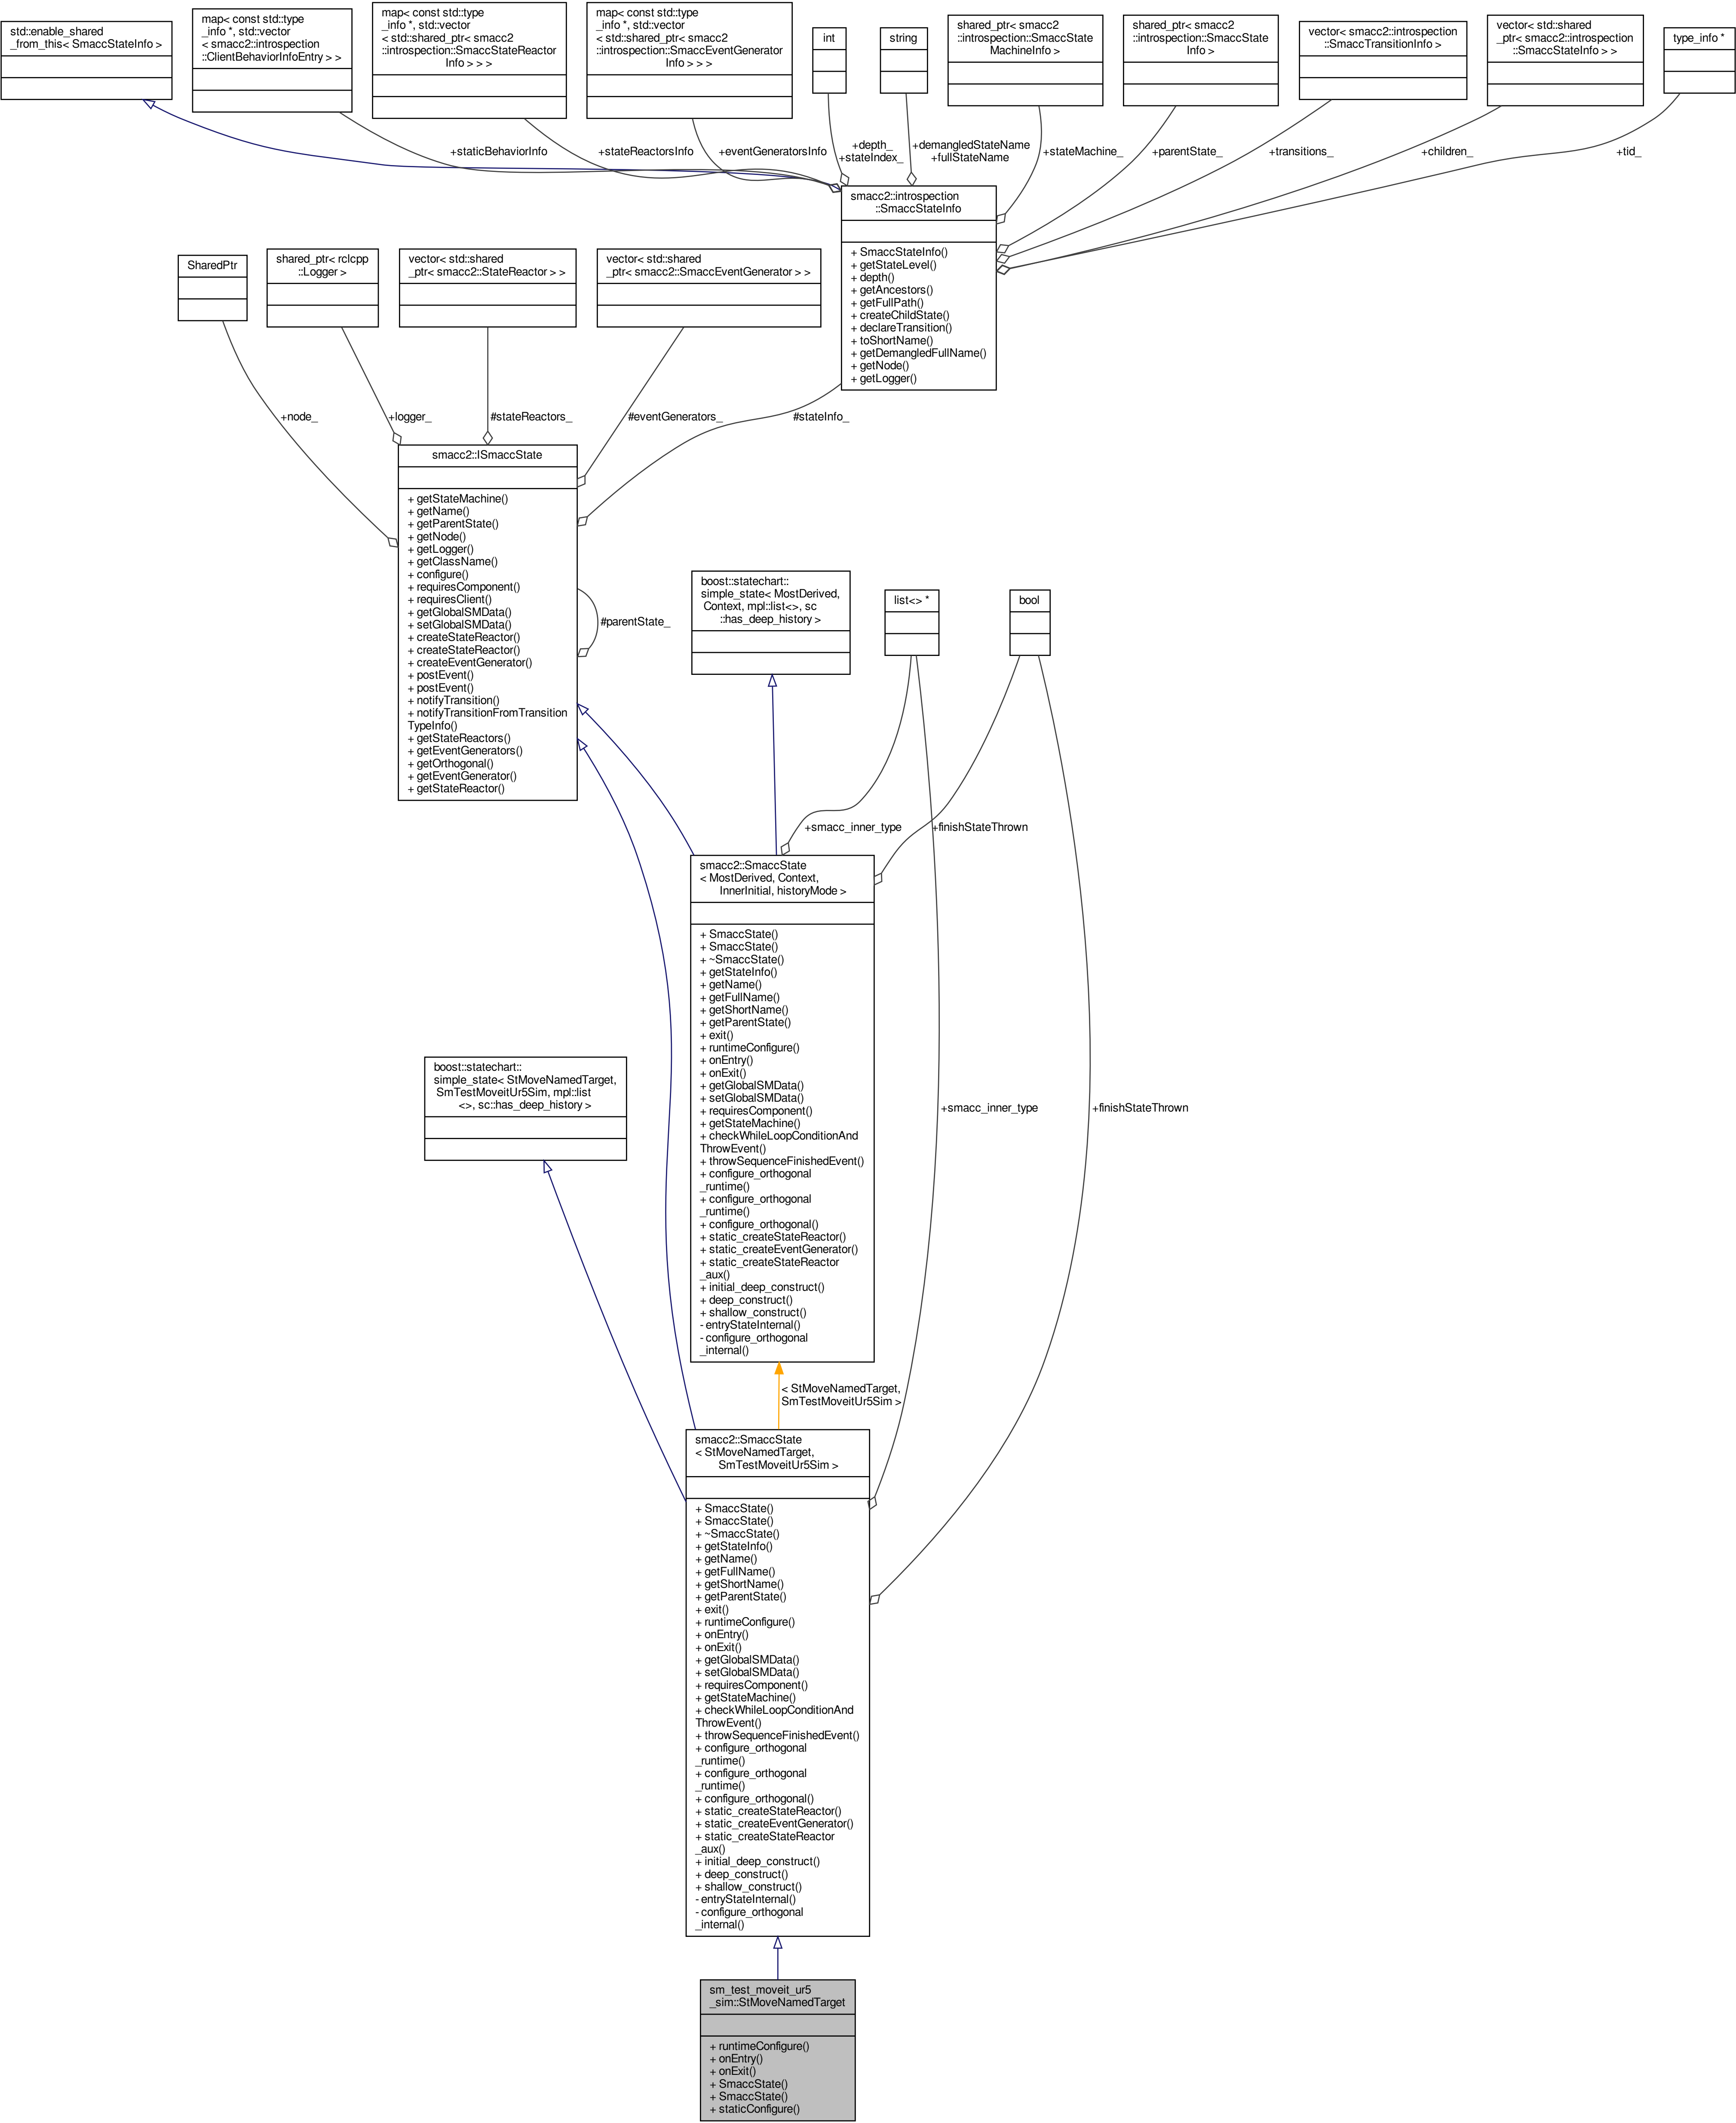 std::enable_shared
_from_this< SmaccStateInfo >
map< const std::type
_info *, std::vector
< smacc2::introspection
::ClientBehaviorInfoEntry > >
map< const std::type
_info *, std::vector
< std::shared_ptr< smacc2
::introspection::SmaccStateReactor
Info > > >
map< const std::type
_info *, std::vector
< std::shared_ptr< smacc2
::introspection::SmaccEventGenerator
Info > > >
int
string
shared_ptr< smacc2
::introspection::SmaccState
MachineInfo >
shared_ptr< smacc2
::introspection::SmaccState
Info >
vector< smacc2::introspection
::SmaccTransitionInfo >
vector< std::shared
_ptr< smacc2::introspection
::SmaccStateInfo > >
type_info *
+staticBehaviorInfo
+stateReactorsInfo
+eventGeneratorsInfo
+depth_
+stateIndex_
+demangledStateName
+fullStateName
+stateMachine_
+parentState_
+transitions_
+children_
+tid_
smacc2::introspection
::SmaccStateInfo
+ SmaccStateInfo()
+ getStateLevel()
+ depth()
+ getAncestors()
+ getFullPath()
+ createChildState()
+ declareTransition()
+ toShortName()
+ getDemangledFullName()
+ getNode()
+ getLogger()
SharedPtr
shared_ptr< rclcpp
::Logger >
vector< std::shared
_ptr< smacc2::StateReactor > >
vector< std::shared
_ptr< smacc2::SmaccEventGenerator > >
+node_
+logger_
#stateReactors_
#eventGenerators_
#stateInfo_
smacc2::ISmaccState
+ getStateMachine()
+ getName()
+ getParentState()
+ getNode()
+ getLogger()
+ getClassName()
+ configure()
+ requiresComponent()
+ requiresClient()
+ getGlobalSMData()
+ setGlobalSMData()
+ createStateReactor()
+ createStateReactor()
+ createEventGenerator()
+ postEvent()
+ postEvent()
+ notifyTransition()
+ notifyTransitionFromTransition
TypeInfo()
+ getStateReactors()
+ getEventGenerators()
+ getOrthogonal()
+ getEventGenerator()
+ getStateReactor()
#parentState_
boost::statechart::
simple_state< MostDerived,
Context, mpl::list<>, sc
::has_deep_history >
list<> *
bool
+smacc_inner_type
+finishStateThrown
smacc2::SmaccState
< MostDerived, Context,
InnerInitial, historyMode >
+ SmaccState()
+ SmaccState()
+ ~SmaccState()
+ getStateInfo()
+ getName()
+ getFullName()
+ getShortName()
+ getParentState()
+ exit()
+ runtimeConfigure()
+ onEntry()
+ onExit()
+ getGlobalSMData()
+ setGlobalSMData()
+ requiresComponent()
+ getStateMachine()
+ checkWhileLoopConditionAnd
ThrowEvent()
+ throwSequenceFinishedEvent()
+ configure_orthogonal
_runtime()
+ configure_orthogonal
_runtime()
+ configure_orthogonal()
+ static_createStateReactor()
+ static_createEventGenerator()
+ static_createStateReactor
_aux()
+ initial_deep_construct()
+ deep_construct()
+ shallow_construct()
- entryStateInternal()
- configure_orthogonal
_internal()
boost::statechart::
simple_state< StMoveNamedTarget,
SmTestMoveitUr5Sim, mpl::list
<>, sc::has_deep_history >
+smacc_inner_type
+finishStateThrown
< StMoveNamedTarget,
SmTestMoveitUr5Sim >
smacc2::SmaccState
< StMoveNamedTarget,
SmTestMoveitUr5Sim >
+ SmaccState()
+ SmaccState()
+ ~SmaccState()
+ getStateInfo()
+ getName()
+ getFullName()
+ getShortName()
+ getParentState()
+ exit()
+ runtimeConfigure()
+ onEntry()
+ onExit()
+ getGlobalSMData()
+ setGlobalSMData()
+ requiresComponent()
+ getStateMachine()
+ checkWhileLoopConditionAnd
ThrowEvent()
+ throwSequenceFinishedEvent()
+ configure_orthogonal
_runtime()
+ configure_orthogonal
_runtime()
+ configure_orthogonal()
+ static_createStateReactor()
+ static_createEventGenerator()
+ static_createStateReactor
_aux()
+ initial_deep_construct()
+ deep_construct()
+ shallow_construct()
- entryStateInternal()
- configure_orthogonal
_internal()
sm_test_moveit_ur5
_sim::StMoveNamedTarget
+ runtimeConfigure()
+ onEntry()
+ onExit()
+ SmaccState()
+ SmaccState()
+ staticConfigure()